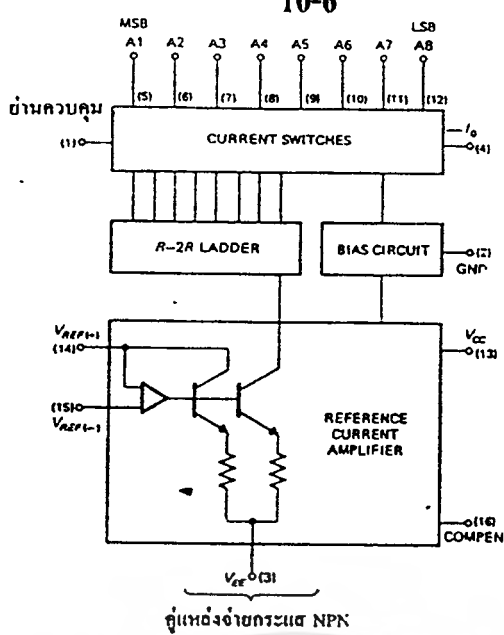 10-6
MSB LSB
A1 A2 A3 A4 A5 A6 A7 A8
(5) (6) (7) (8) (9) (10) (11) (12)
ย่านควบคุม
(1) CURRENT SWITCHES
I₀
(4)
R-2R LADDER
BIAS CIRCUIT
(2)
GND
VREF(-)
(14)
VCC
(13)
(15)
VREF(-)
REFERENCE
CURRENT
AMPLIFIER
(16)
COMPEN
VEE (3)
คู่แหล่งจ่ายกระแส NPN